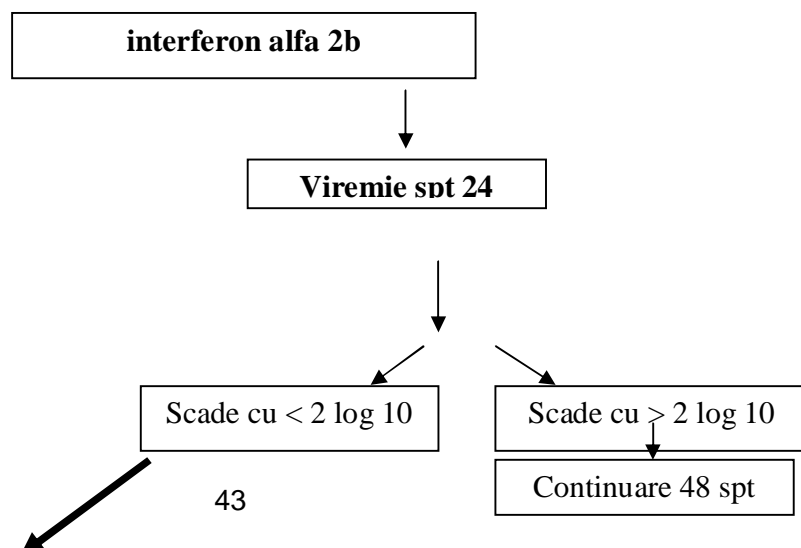 interferon alfa 2b
Viremie spt 24
Scade cu < 2 log 10
Scade cu > 2 log 10
Continuare 48 spt
43